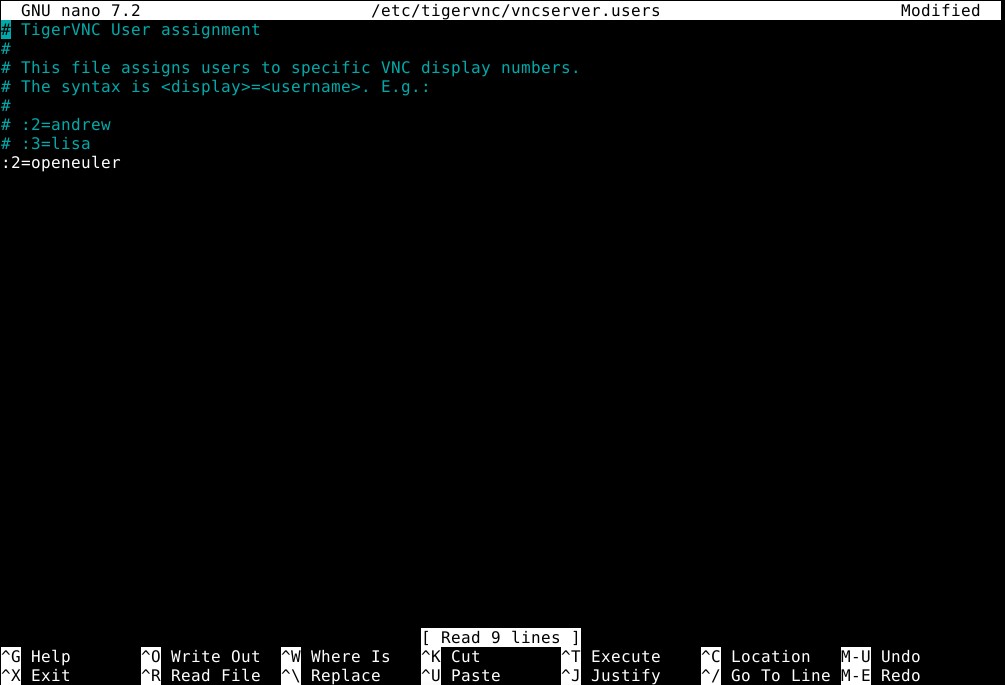 GNU nano 7.2 /etc/tigervnc/vncserver.users Modified
# TigerVNC User assignment
#
# This file assigns users to specific VNC display numbers.
# The syntax is <display>=<username>. E.g.:
#
# :2=andrew
# :3=lisa
:2=openeuler
[ Read 9 lines ]
^G Help ^O Write Out ^W Where Is ^K Cut ^T Execute ^C Location M-U Undo
^X Exit ^R Read File ^\ Replace ^U Paste ^J Justify ^/ Go To Line M-E Redo